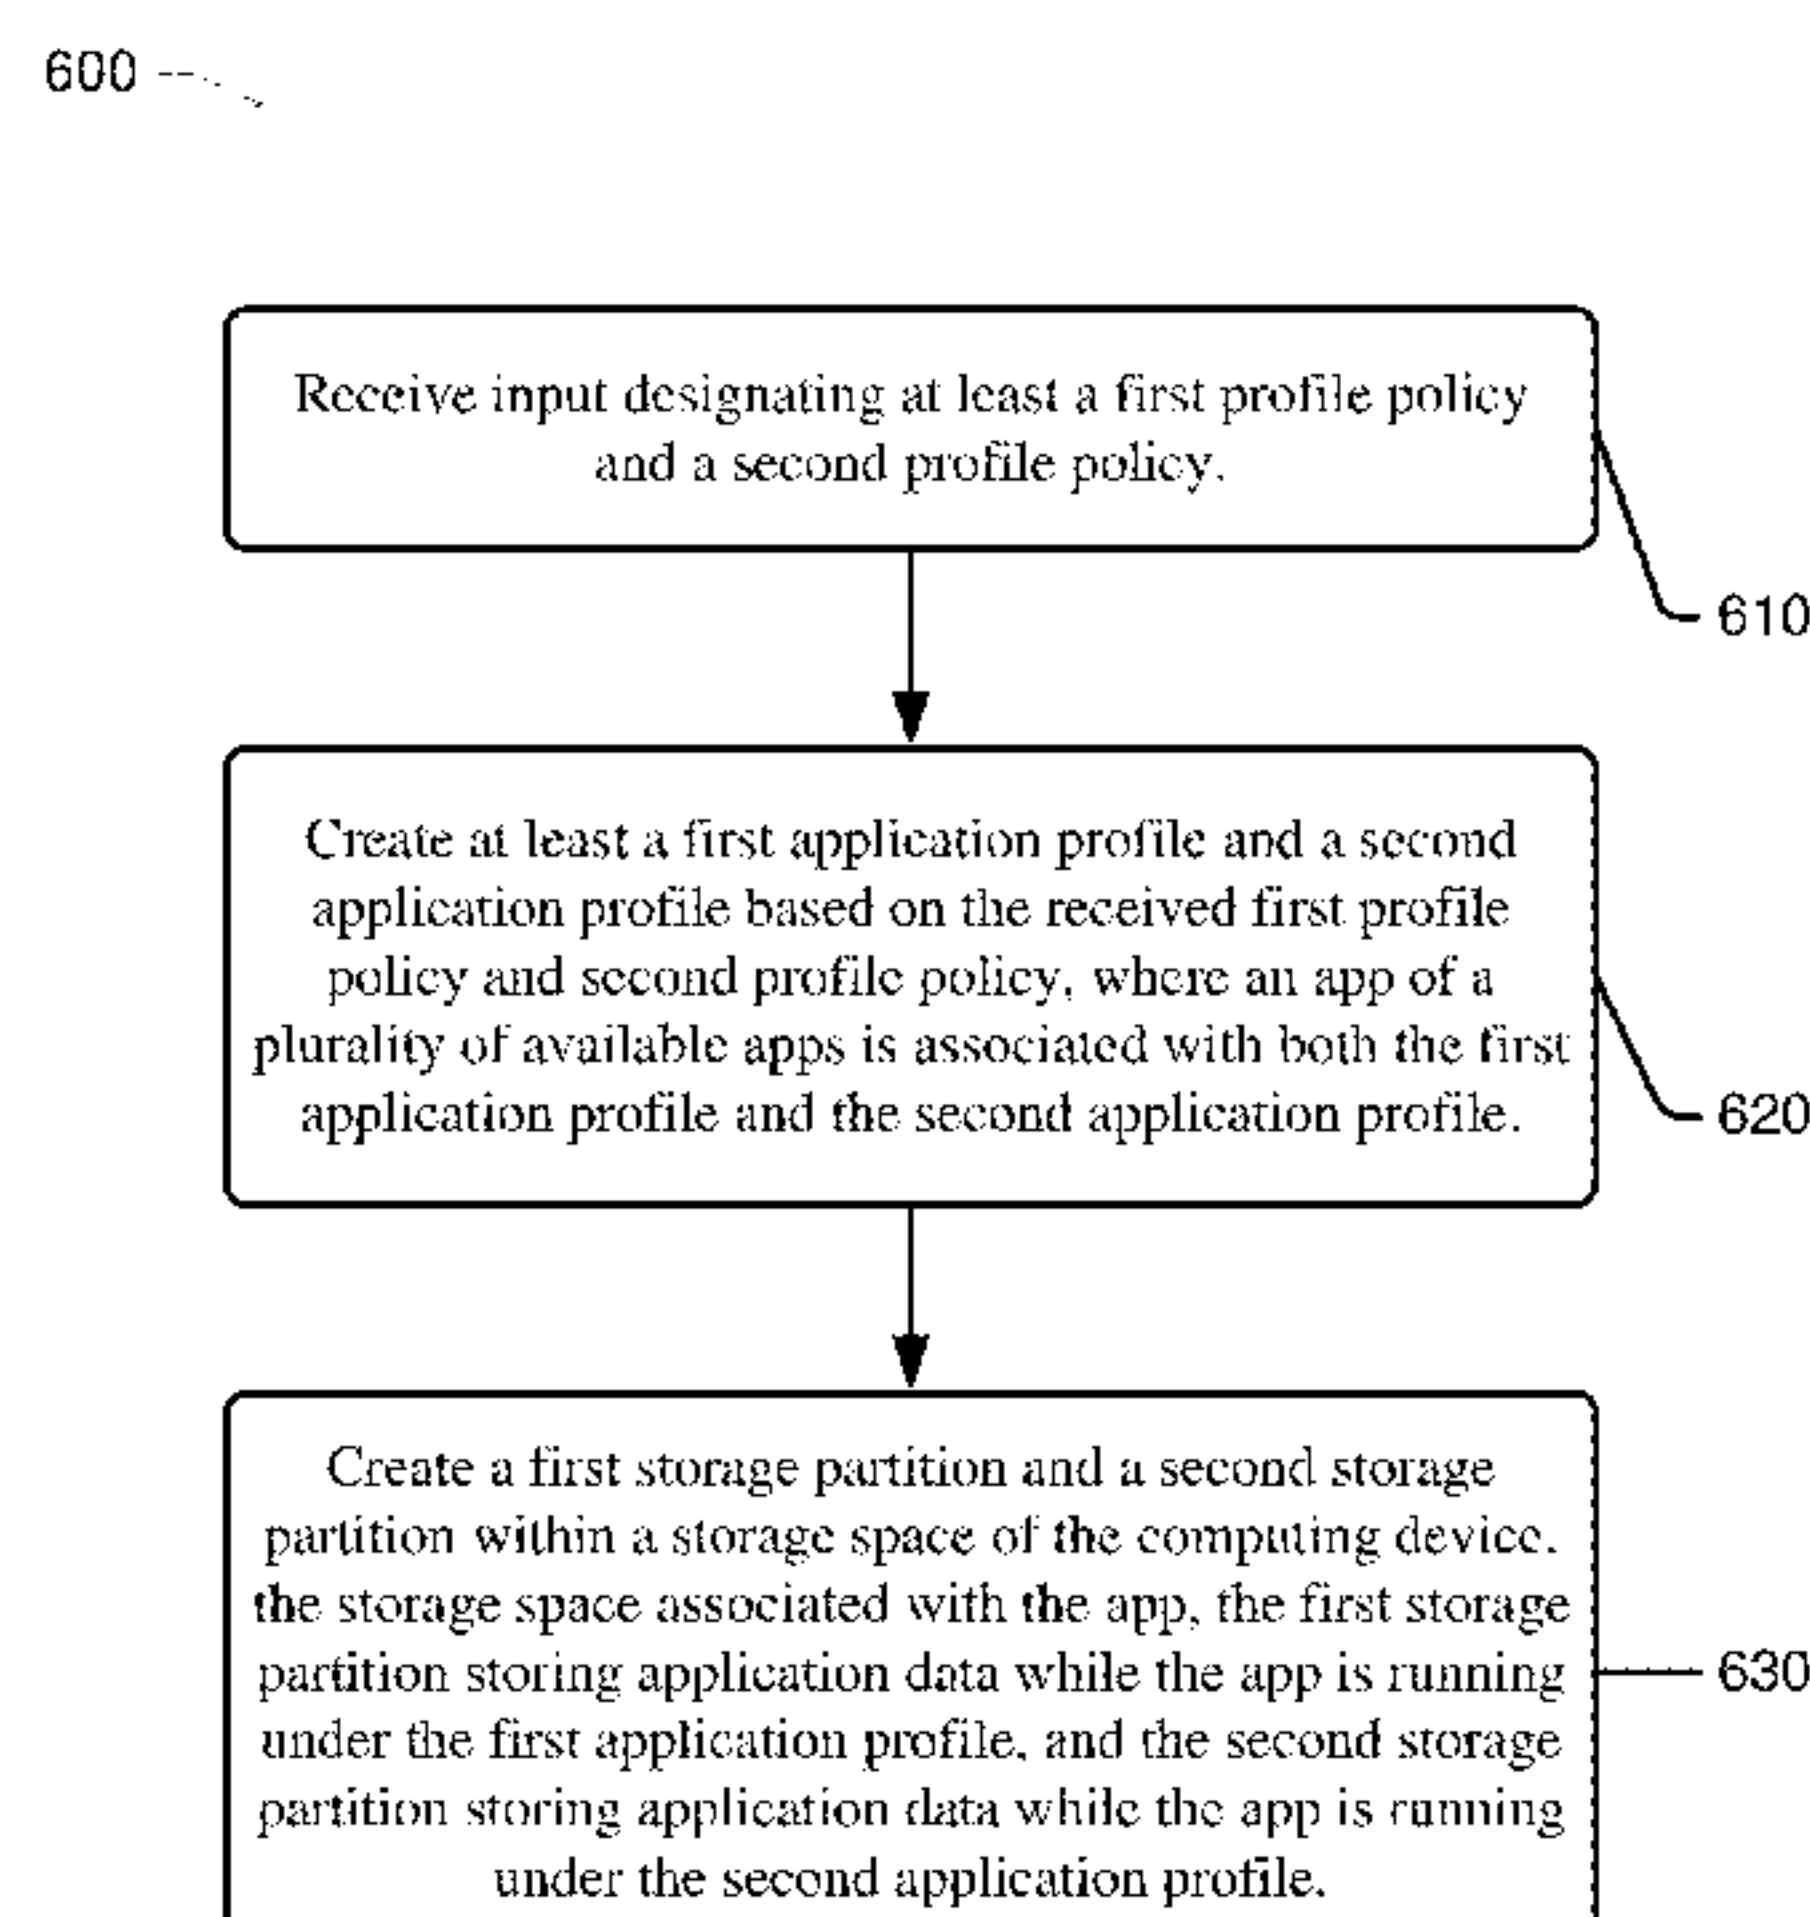 600
Receive input designating at least a first profile policy
and a second profile policy.
610
Create at least a first application profile and a second
application profile based on the received first profile
policy and second profile policy, where an app of a
plurality of available apps is associated with both the first
application profile and the second application profile.
620
Create a first storage partition and a second storage
partition within a storage space of the computing device,
the storage space associated with the app, the first storage
partition storing application data while the app is running
under the first application profile, and the second storage
partition storing application data while the app is running
under the second application profile.
630